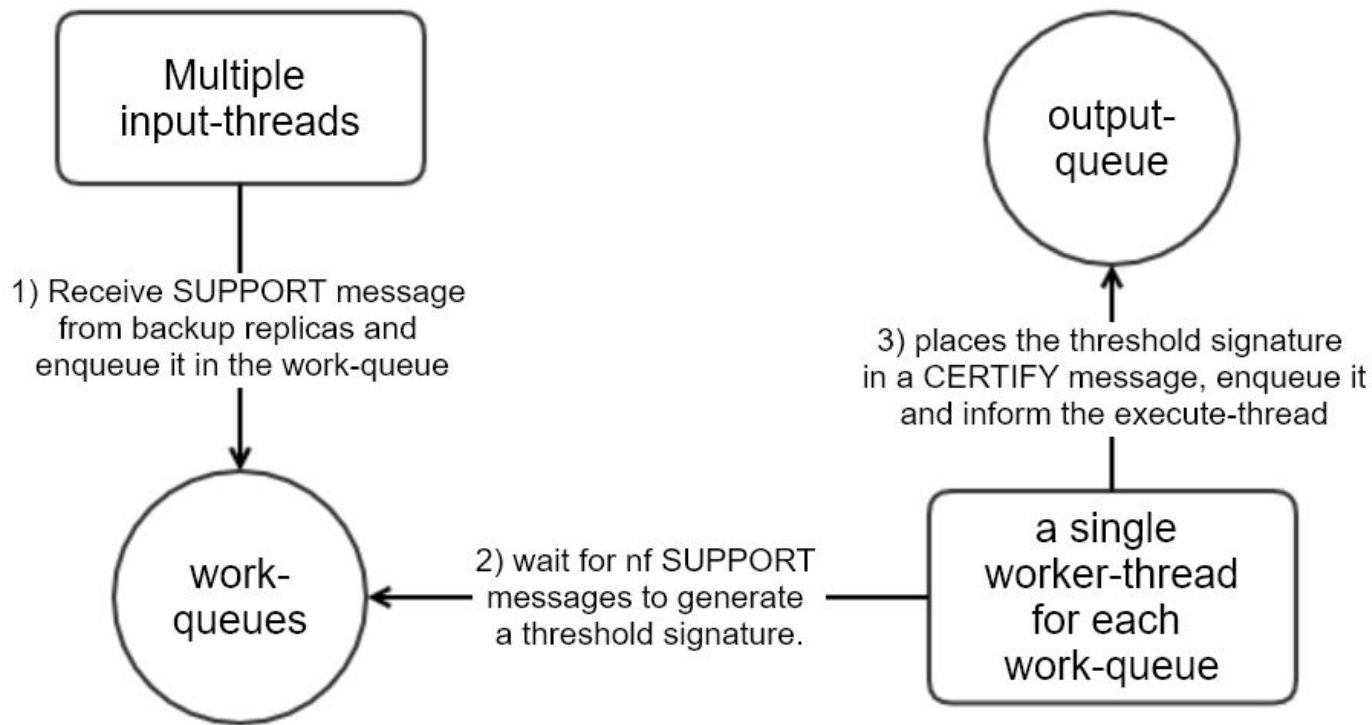 Multiple
input-threads
output-
queue
1) Receive SUPPORT message
from backup replicas and
enqueue it in the work-queue
3) places the threshold signature
in a CERTIFY message, enqueue it
and inform the execute-thread
work-
queues
2) wait for nf SUPPORT
messages to generate
a threshold signature.
a single
worker-thread
for each
work-queue